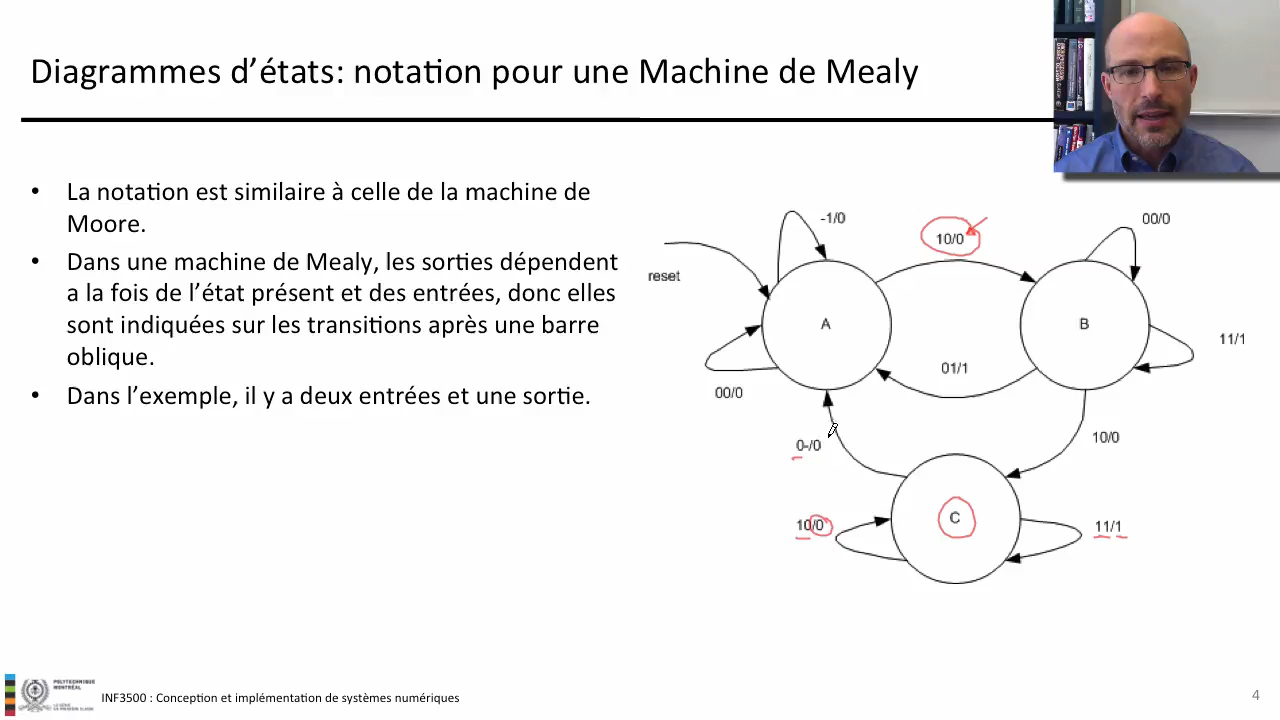 Diagrammes d'états: notation pour une Machine de Mealy
• La notation est similaire à celle de la machine de
Moore.
• Dans une machine de Mealy, les sorties dépendent
a la fois de l'état présent et des entrées, donc elles
sont indiquées sur les transitions après une barre
oblique.
• Dans l'exemple, il y a deux entrées et une sortie.
-1/0
10/0
00/0
reset
A
B
11/1
01/1
00/0
0-/0
10/0
10/0
C
11/1
POLYTECHNIQUE
MONTRÉAL
INF3500 : Conception et implémentation de systèmes numériques
4